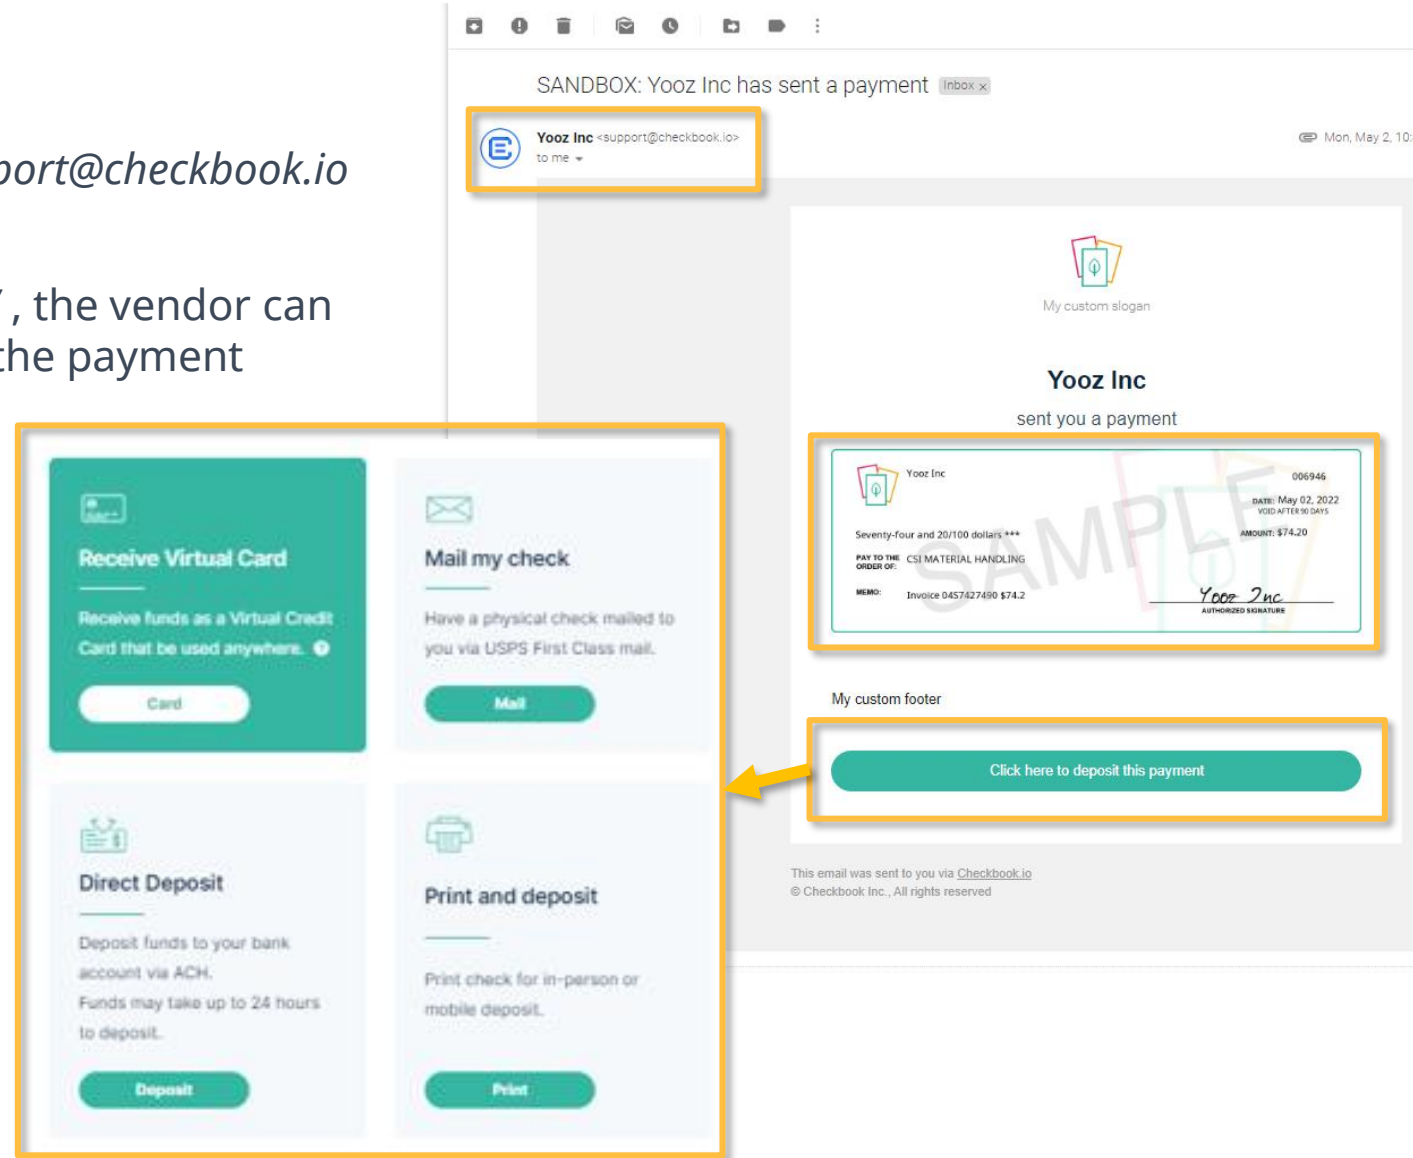 SANDBOX: Yooz Inc has sent a payment Inbox x
Yooz Inc <support@checkbook.io>
to me
Mon, May 2, 10:
port@checkbook.io
, the vendor can
the payment
My custom slogan
Yooz Inc
sent you a payment
Yooz Inc
006946
DATE: May 02, 2022
VOID AFTER 90 DAYS
Seventy-four and 20/100 dollars ***
AMOUNT: $74.20
PAY TO THE
ORDER OF: CSI MATERIAL HANDLING
MEMO: Invoice 0457427490 $74.2
Yooz Inc
AUTHORIZED SIGNATURE
SAMPLE
My custom footer
Click here to deposit this payment
This email was sent to you via Checkbook.io
© Checkbook Inc., All rights reserved
Receive Virtual Card
Receive funds as a Virtual Credit
Card that be used anywhere. ?
Card
Mail my check
Have a physical check mailed to
you via USPS First Class mail.
Mail
Direct Deposit
Deposit funds to your bank
account via ACH.
Funds may take up to 24 hours
to deposit.
Deposit
Print and deposit
Print check for in-person or
mobile deposit.
Print